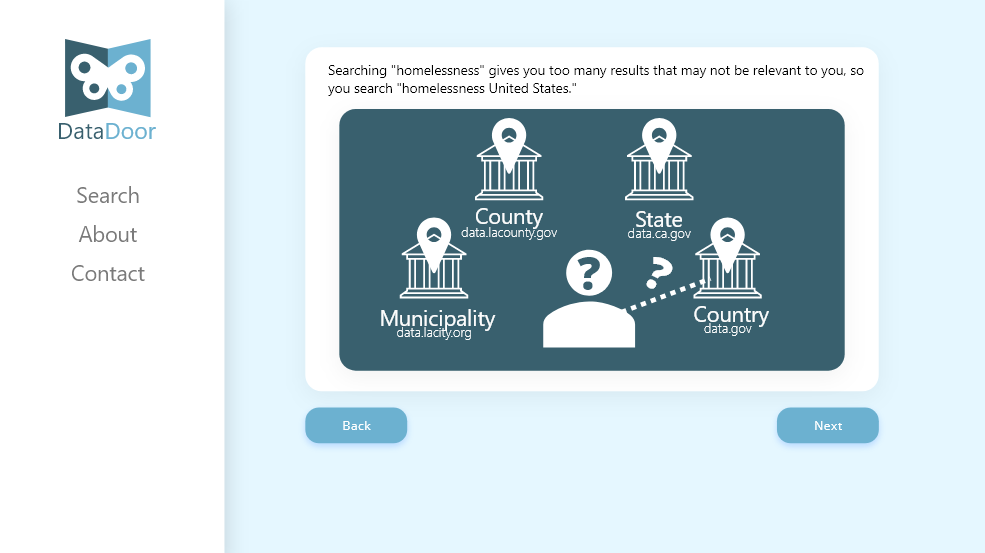 DataDoor
Search
About
Contact
Searching "homelessness" gives you too many results that may not be relevant to you, so
you search "homelessness United States."
County
data.lacounty.gov
State
data.ca.gov
Municipality
data.lacity.org
?
?
Country
data.gov
Back
Next